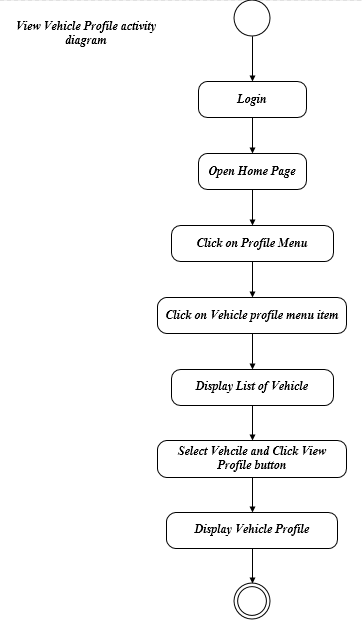 View Vehicle Profile activity
diagram
Login
Open Home Page
Click on Profile Menu
Click on Vehicle profile menu item
Display List of Vehicle
Select Vehcile and Click View
Profile button
Display Vehicle Profile